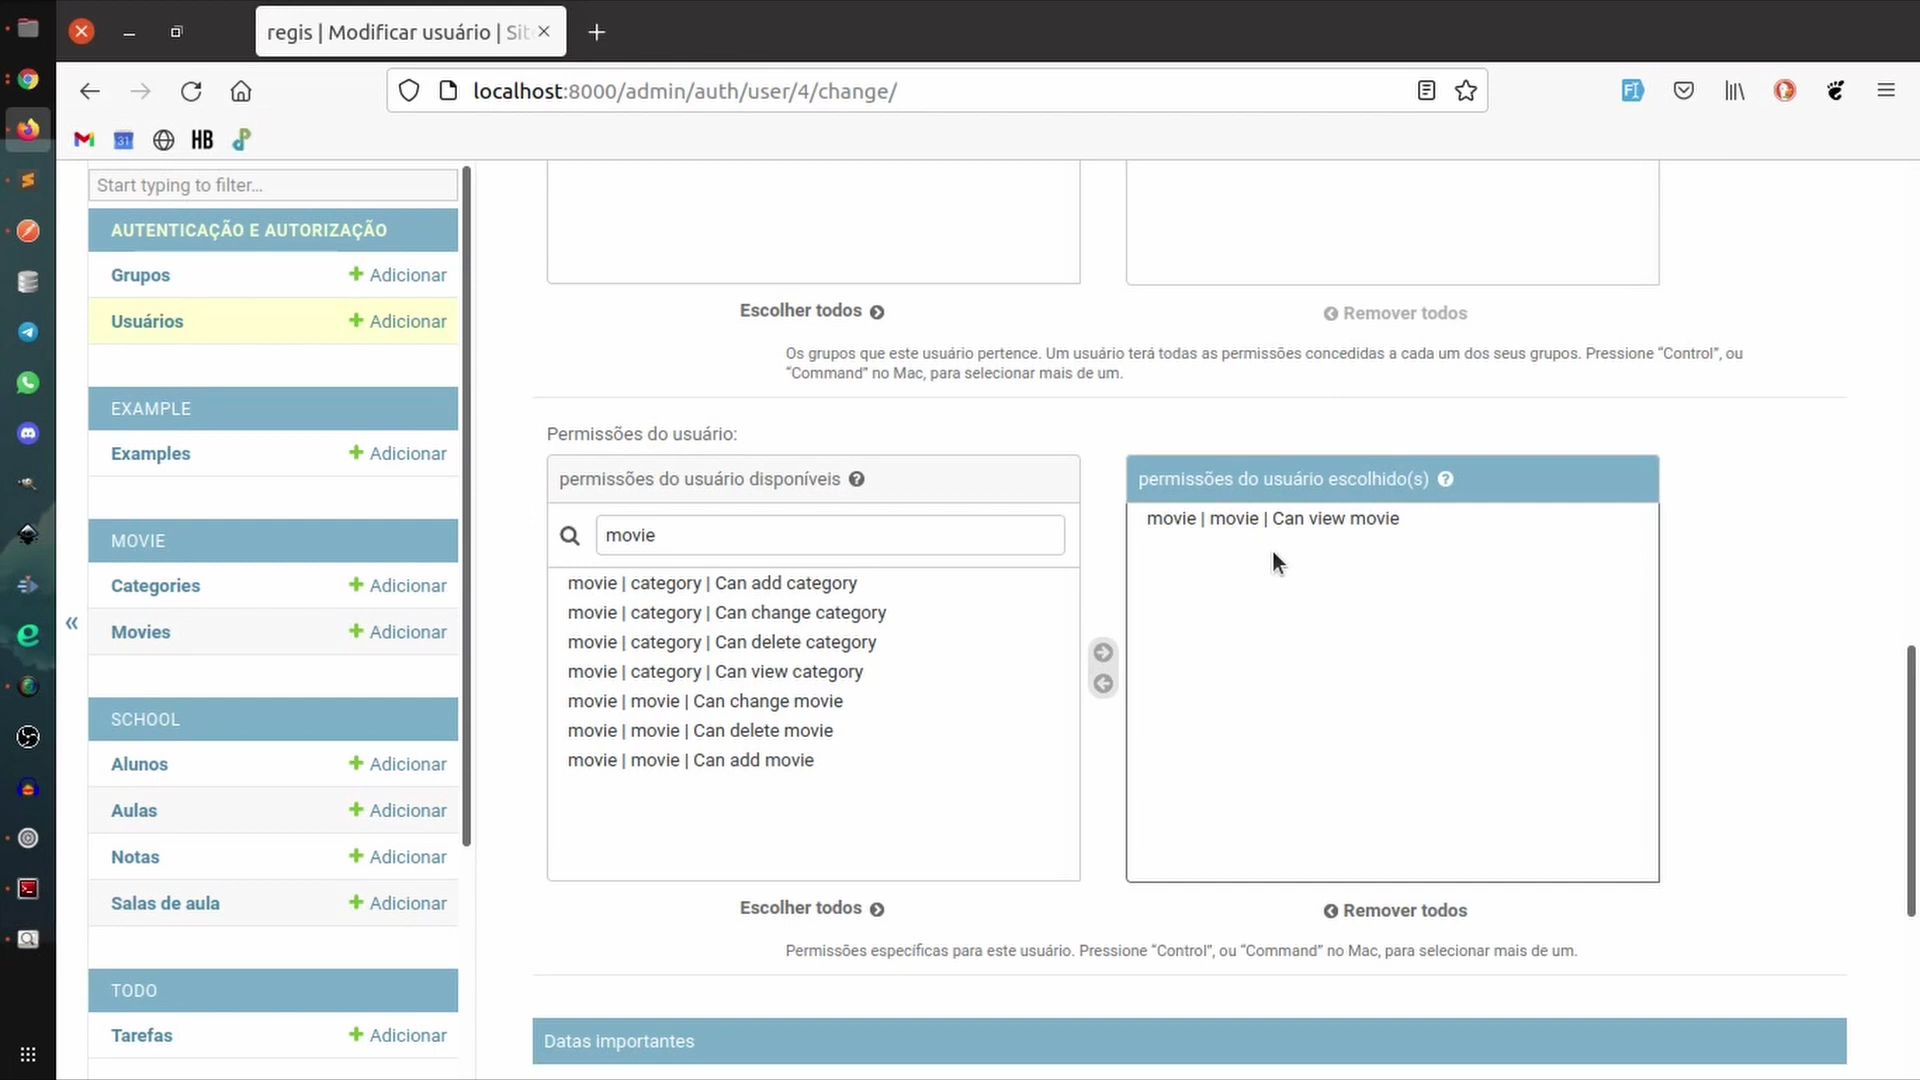 regis | Modificar usuário | Sit
localhost:8000/admin/auth/user/4/change/
31
HB
Start typing to filter...
AUTENTICAÇÃO E AUTORIZAÇÃO
Grupos
Adicionar
Usuários
Adicionar
EXAMPLE
Examples
Adicionar
MOVIE
Categories
Adicionar
Movies
Adicionar
«
SCHOOL
Alunos
Adicionar
Aulas
Adicionar
Notas
Adicionar
Salas de aula
Adicionar
TODO
Tarefas
Adicionar
Escolher todos
Remover todos
Os grupos que este usuário pertence. Um usuário terá todas as permissões concedidas a cada um dos seus grupos. Pressione “Control”, ou
“Command” no Mac, para selecionar mais de um.
Permissões do usuário:
permissões do usuário disponíveis ?
movie
movie | category | Can add category
movie | category | Can change category
movie | category | Can delete category
movie | category | Can view category
movie | movie | Can change movie
movie | movie | Can delete movie
movie | movie | Can add movie
Escolher todos
permissões do usuário escolhido(s) ?
movie | movie | Can view movie
Remover todos
Permissões específicas para este usuário. Pressione “Control”, ou “Command” no Mac, para selecionar mais de um.
Datas importantes